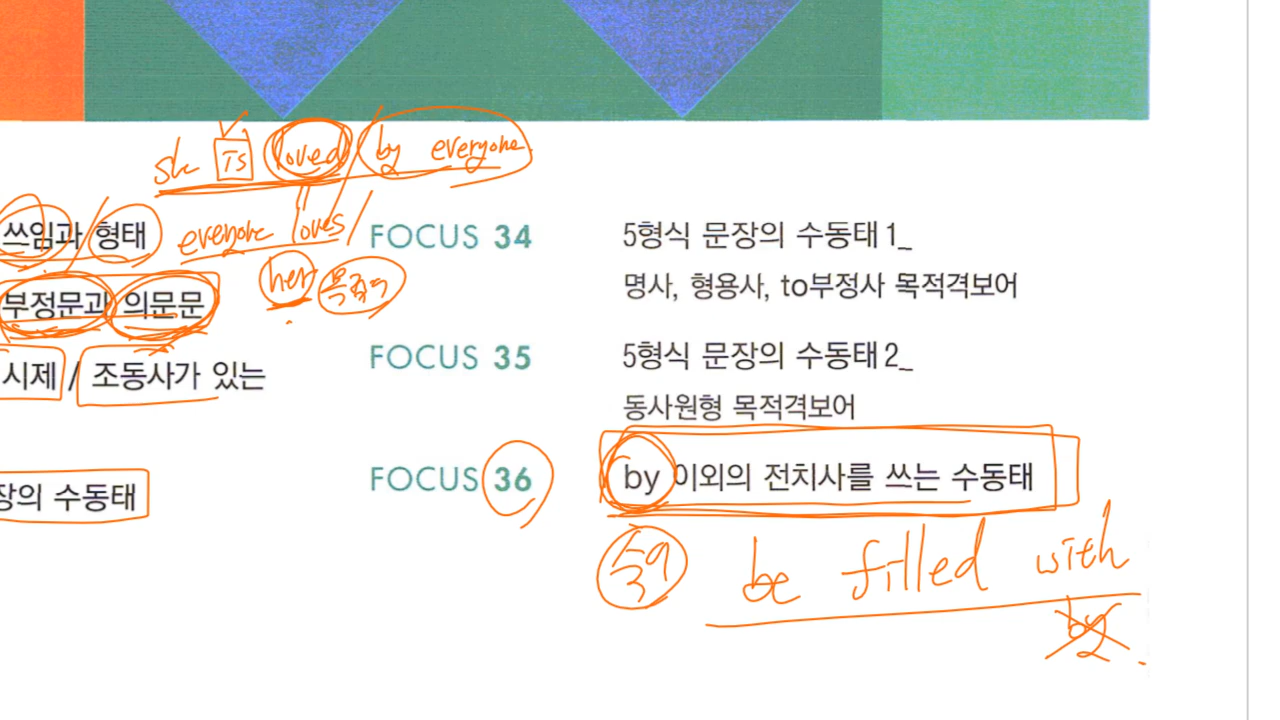 she is loved / by everyone
쓰임과 형태
everyone loves /
her 목적어
부정문과 의문문
시제 / 조동사가 있는
장의 수동태
FOCUS 34
5형식 문장의 수동태 1_
명사, 형용사, to부정사 목적격보어
FOCUS 35
5형식 문장의 수동태 2_
동사원형 목적격보어
FOCUS 36
by 이외의 전치사를 쓰는 수동태
숙어 be filled with
by